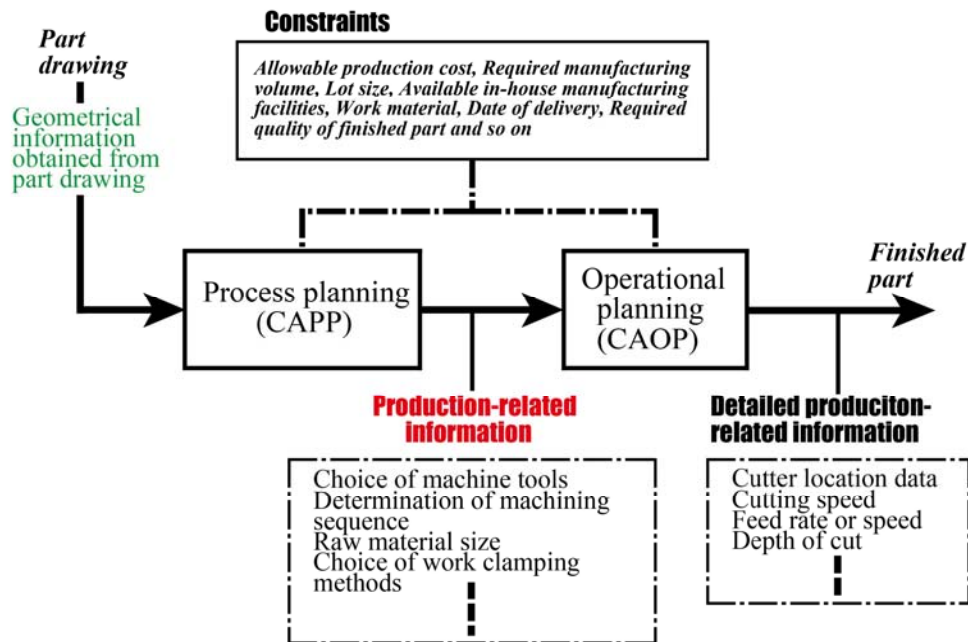 Constraints
Part
drawing
Geometrical
information
obtained from
part drawing
Allowable production cost, Required manufacturing
volume, Lot size, Available in-house manufacturing
facilities, Work material, Date of delivery, Required
quality of finished part and so on
Process planning
(CAPP)
Operational
planning
(CAOP)
Finished
part
Production-related
information
Choice of machine tools
Determination of machining
sequence
Raw material size
Choice of work clamping
methods
Detailed produciton-
related information
Cutter location data
Cutting speed
Feed rate or speed
Depth of cut